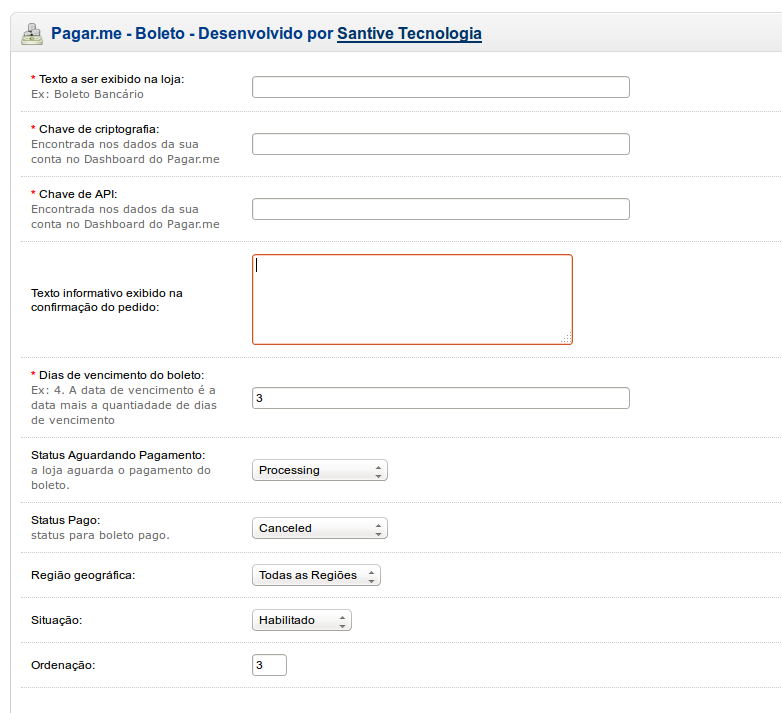 Pagar.me - Boleto - Desenvolvido por Santive Tecnologia
* Texto a ser exibido na loja:
Ex: Boleto Bancário
* Chave de criptografia:
Encontrada nos dados da sua
conta no Dashboard do Pagar.me
* Chave de API:
Encontrada nos dados da sua
conta no Dashboard do Pagar.me
Texto informativo exibido na
confirmação do pedido:
* Dias de vencimento do boleto:
Ex: 4. A data de vencimento é a
data mais a quantiadade de dias
de vencimento
3
Status Aguardando Pagamento:
a loja aguarda o pagamento do
boleto.
Processing
Status Pago:
status para boleto pago.
Canceled
Região geográfica:
Todas as Regiões
Situação:
Habilitado
Ordenação:
3